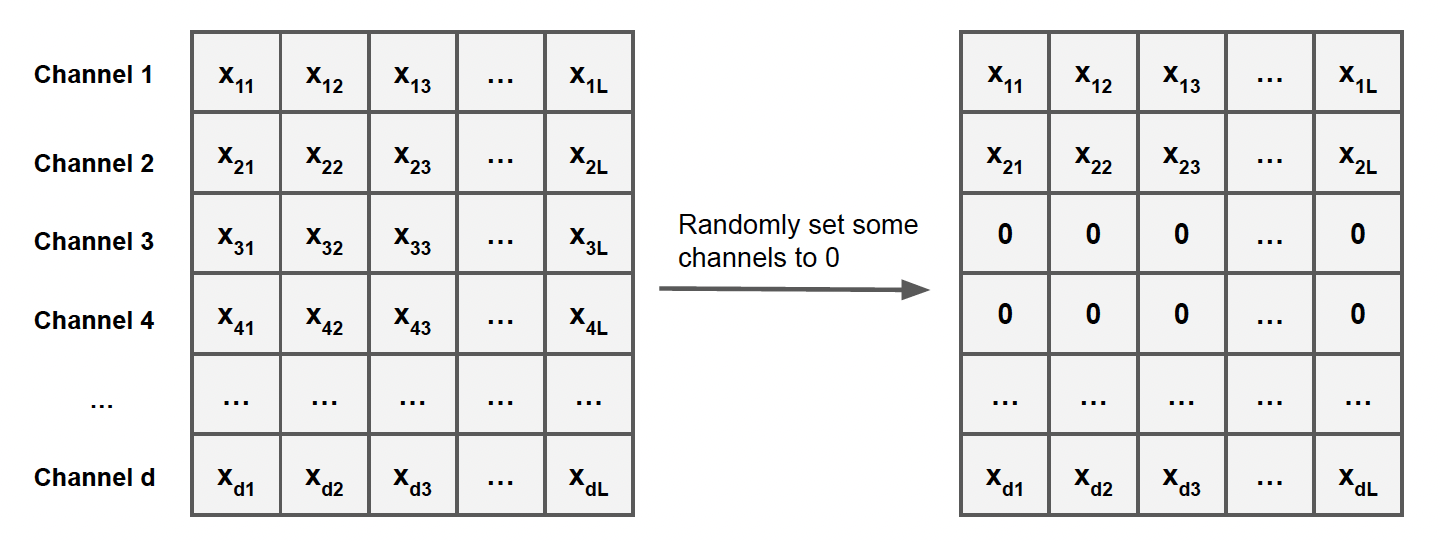 Channel 1 x11 x12 x13 ... x1L x11 x12 x13 ... x1L
Channel 2 x21 x22 x23 ... x2L x21 x22 x23 ... x2L
Channel 3 x31 x32 x33 ... x3L Randomly set some channels to 0 0 0 0 ... 0
Channel 4 x41 x42 x43 ... x4L 0 0 0 ... 0
... ... ... ... ... ... ... ... ... ... ...
Channel d xd1 xd2 xd3 ... xdL xd1 xd2 xd3 ... xdL